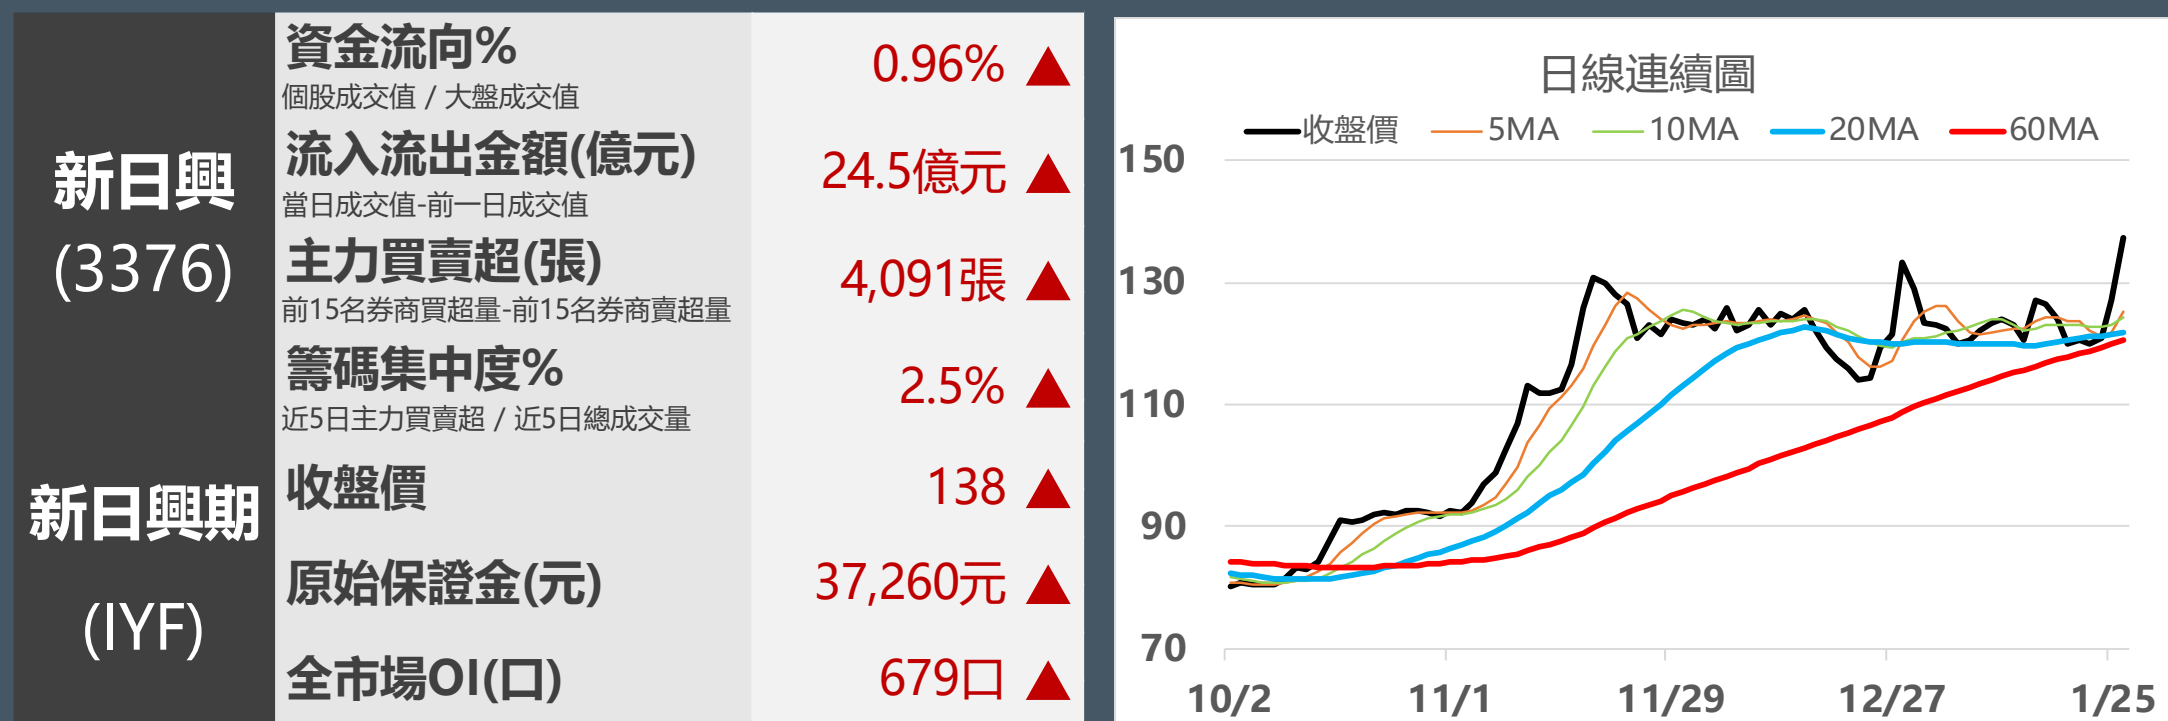 新日興
(3376)
新日興期
(IYF)
資金流向%
個股成交值 / 大盤成交值
0.96% ▲
流入流出金額(億元)
當日成交值-前一日成交值
24.5億元 ▲
主力買賣超(張)
前15名券商買超量-前15名券商賣超量
4,091張 ▲
籌碼集中度%
近5日主力買賣超 / 近5日總成交量
2.5% ▲
收盤價
138 ▲
原始保證金(元)
37,260元 ▲
全市場OI(口)
679口 ▲
日線連續圖
收盤價 5MA 10MA 20MA 60MA
150
130
110
90
70
10/2 11/1 11/29 12/27 1/25